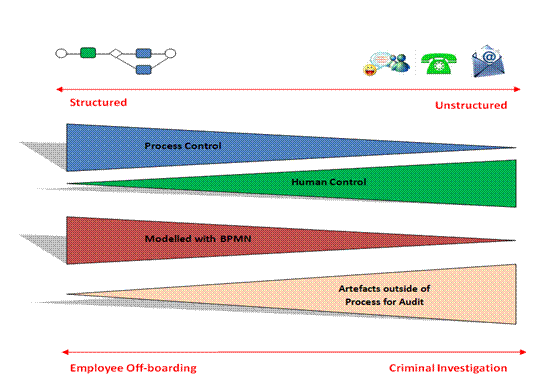 Structured
Unstructured
Process Control
Human Control
Modelled with BPMN
Artefacts outside of
Process for Audit
Employee Off-boarding
Criminal Investigation